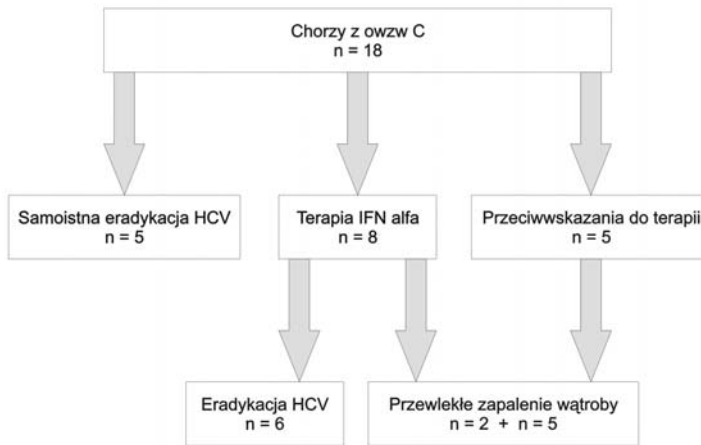 Chorzy z owzw C
n = 18
Samoistna eradykacja HCV
n = 5
Terapia IFN alfa
n = 8
Przeciwwskazania do terapii
n = 5
Eradykacja HCV
n = 6
Przewlekłe zapalenie wątroby
n = 2 + n = 5